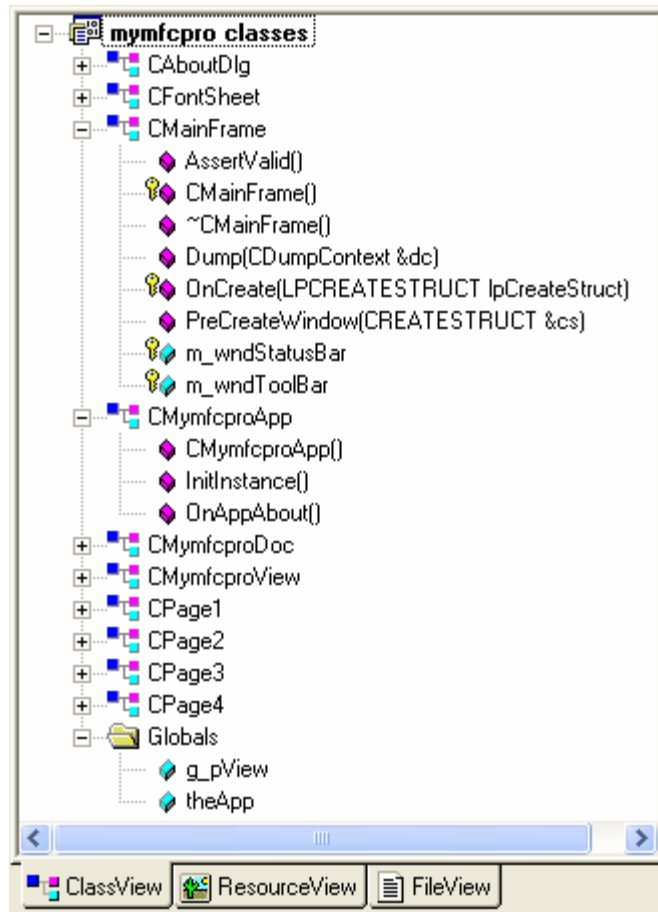 mymfcpro classes
CAboutDlg
CFontSheet
CMainFrame
AssertValid()
CMainFrame()
~CMainFrame()
Dump(CDumpContext &dc)
OnCreate(LPCREATESTRUCT lpCreateStruct)
PreCreateWindow(CREATESTRUCT &cs)
m_wndStatusBar
m_wndToolBar
CMymfcproApp
CMymfcproApp()
InitInstance()
OnAppAbout()
CMymfcproDoc
CMymfcproView
CPage1
CPage2
CPage3
CPage4
Globals
g_pView
theApp
ClassView ResourceView FileView